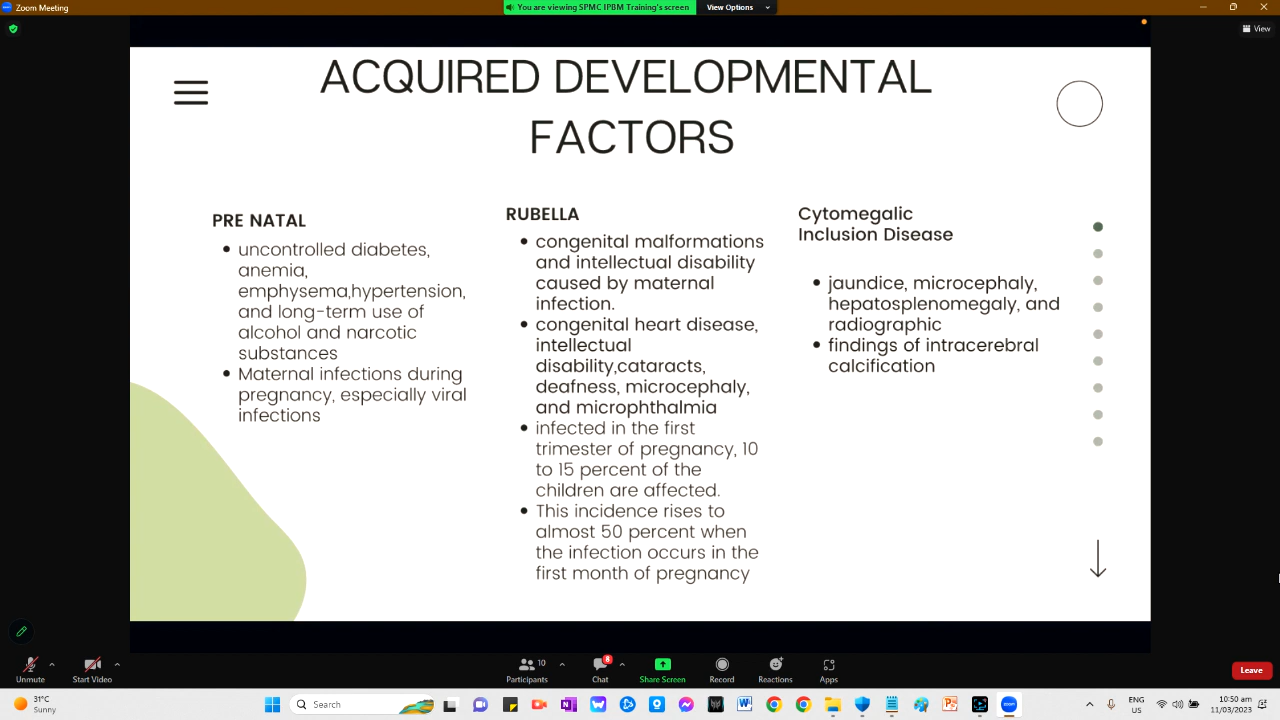 Zoom Meeting
You are viewing SPMC IPBM Training's screen
View Options
View
ACQUIRED DEVELOPMENTAL
FACTORS
PRE NATAL
uncontrolled diabetes,
anemia,
emphysema,hypertension,
and long-term use of
alcohol and narcotic
substances
Maternal infections during
pregnancy, especially viral
infections
RUBELLA
congenital malformations
and intellectual disability
caused by maternal
infection.
congenital heart disease,
intellectual
disability,cataracts,
deafness, microcephaly,
and microphthalmia
infected in the first
trimester of pregnancy, 10
to 15 percent of the
children are affected.
This incidence rises to
almost 50 percent when
the infection occurs in the
first month of pregnancy
Cytomegalic
Inclusion Disease
jaundice, microcephaly,
hepatosplenomegaly, and
radiographic
findings of intracerebral
calcification
Unmute
Start Video
10
Participants
8
Chat
Share Screen
Record
Reactions
Apps
Leave
31°C
Sunny
Search
9:03 am
11/03/2023